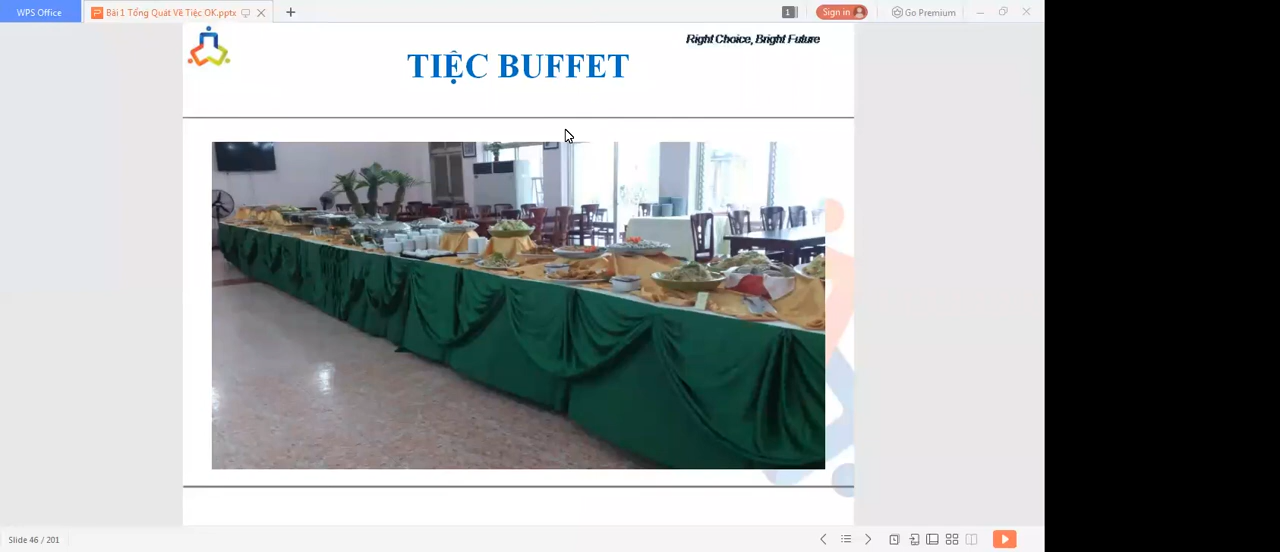 WPS Office
Bài 1 Tổng Quát Về Tiệc OK.pptx
1
Sign in
Go Premium
Right Choice, Bright Future
TIỆC BUFFET
Slide 46 / 201